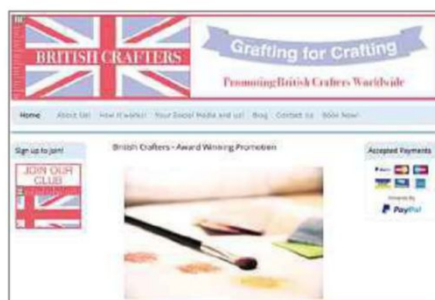 BRITISH CRAFTERS
Grafting for Crafting
Promoting British Crafters Worldwide
Home About Us! How it works! Your Social Media and us! Blog Contact us Book Now!
Sign up to Join!
JOIN OUR
CLUB
British Crafters - Award Winning Promotion
Accepted Payments
PayPal